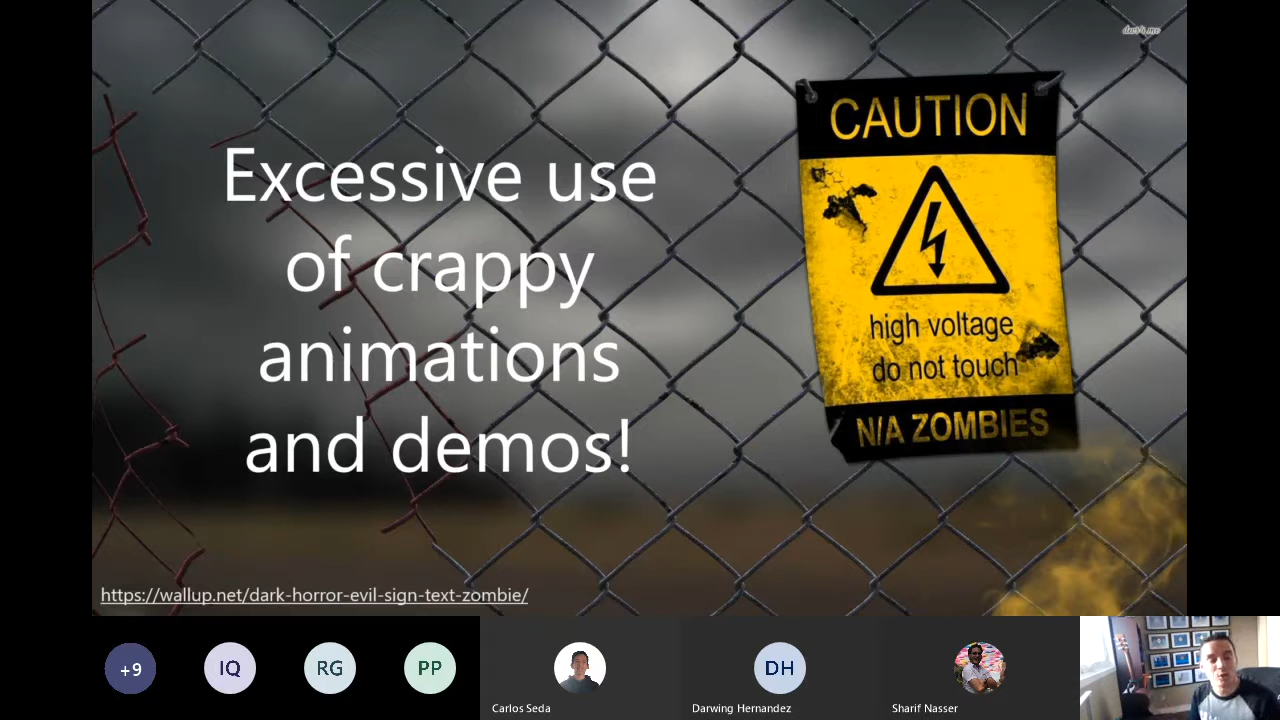 CAUTION
Excessive use
of crappy
animations
and demos!
high voltage
do not touch
N/A ZOMBIES
https://wallup.net/dark-horror-evil-sign-text-zombie/
+9
IQ
RG
PP
DH
Carlos Seda
Darwing Hernandez
Sharif Nasser